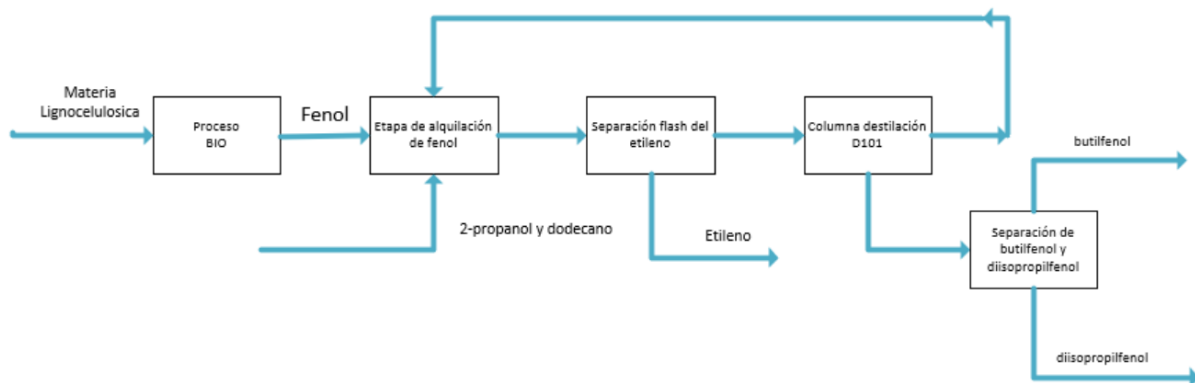 Materia
Lignocelulosica
Proceso
BIO
Fenol
Etapa de alquilación
de fenol
2-propanol y dodecano
Separación flash del
etileno
Etileno
Columna destilación
D101
butilfenol
Separación de
butilfenol y
diisopropilfenol
diisopropilfenol